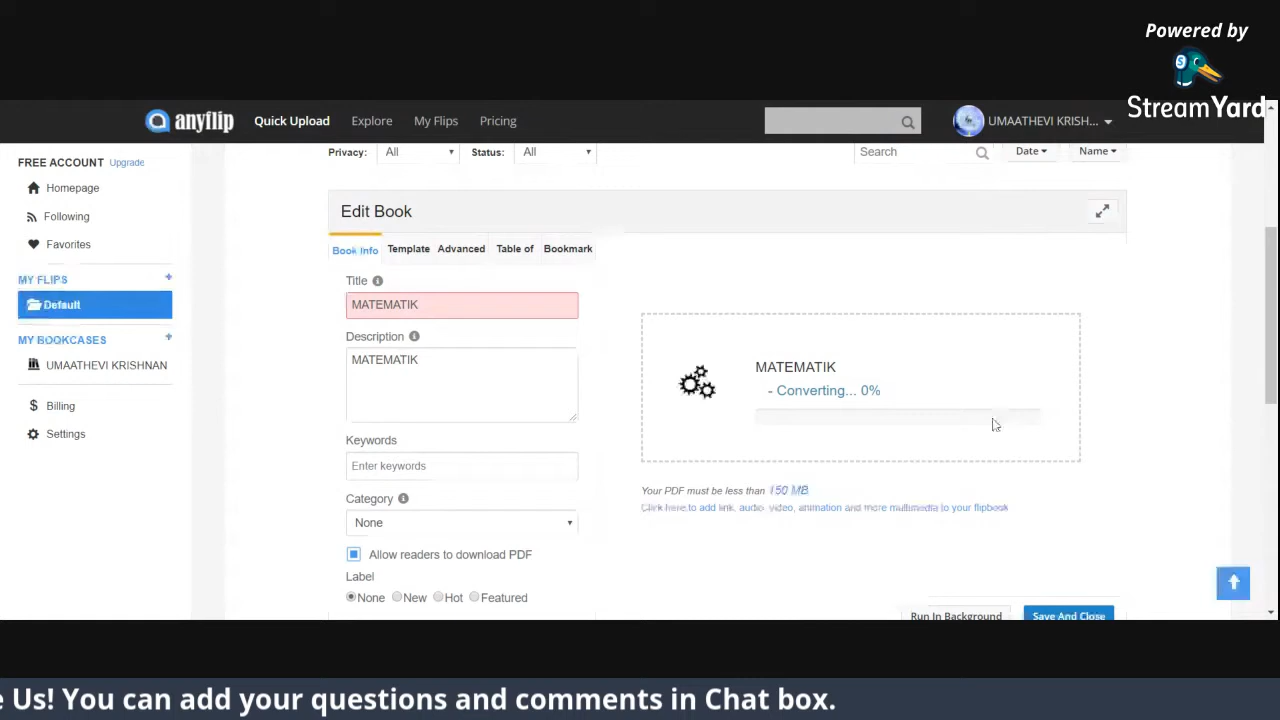 Powered by
StreamYard
anyflip Quick Upload Explore My Flips Pricing UMAATHEVI KRISH...
FREE ACCOUNT Upgrade
Homepage
Following
Favorites
MY FLIPS +
Default
MY BOOKCASES +
UMAATHEVI KRISHNAN
$ Billing
Settings
Privacy: All Status: All Search Date Name
Edit Book
Book Info Template Advanced Table of Bookmark
Title
MATEMATIK
Description
MATEMATIK
Keywords
Enter keywords
Category
None
Allow readers to download PDF
Label
None New Hot Featured
MATEMATIK
- Converting... 0%
Your PDF must be less than 150 MB
Click here to add link, audio, video, animation and more multimedia to your flipbook
Run In Background Save And Close
e Us! You can add your questions and comments in Chat box.